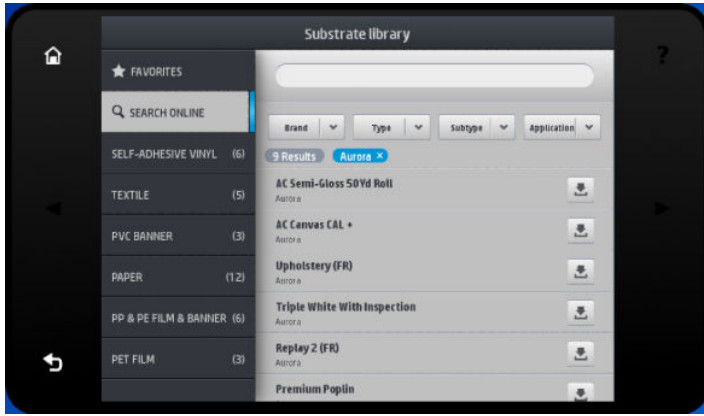 Substrate library
?
FAVORITES
SEARCH ONLINE
SELF-ADHESIVE VINYL (6)
TEXTILE (5)
PVC BANNER (3)
PAPER (12)
PP & PE FILM & BANNER (6)
PET FILM (3)
Brand
Type
Subtype
Application
9 Results
Aurora ×
AC Semi-Gloss 50Yd Roll
Aurora
AC Canvas CAL +
Aurora
Upholstery (FR)
Aurora
Triple White With Inspection
Aurora
Replay 2 (FR)
Aurora
Premium Poplin